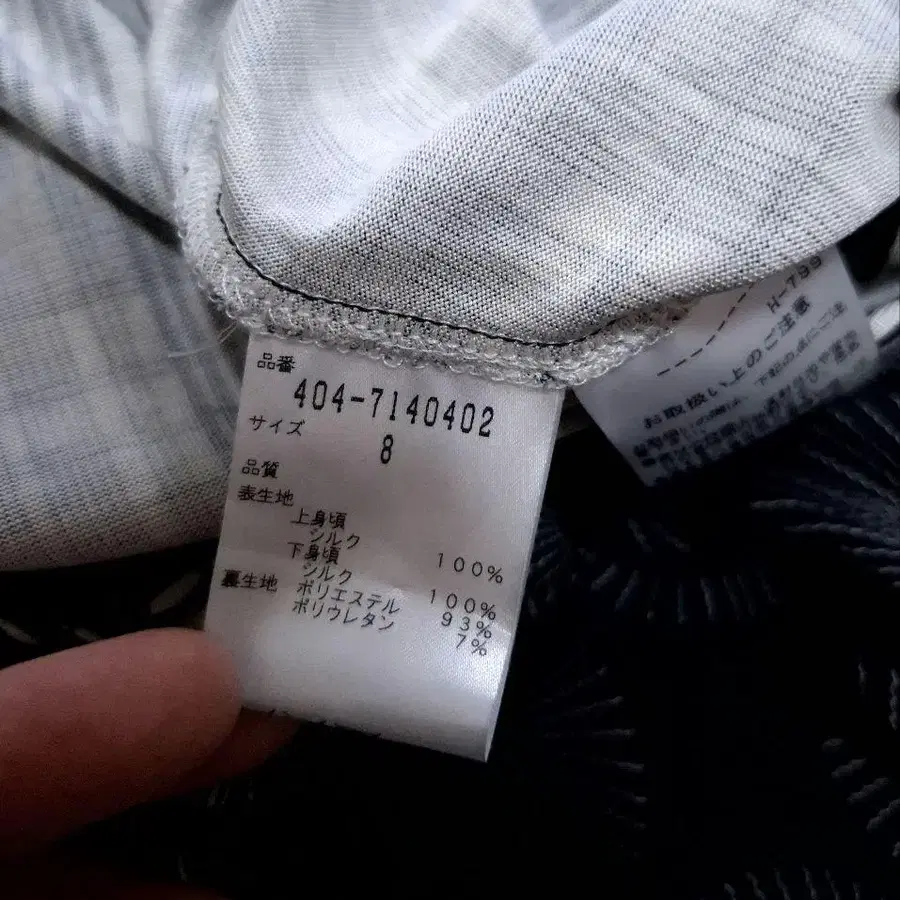 品番
404-7140402
サイズ
8
品質
表生地
上身頃
シルク 100%
下身頃
シルク 100%
裏生地 ポリエステル 93%
ポリウレタン 7%
H-799
お取扱い上のご注意